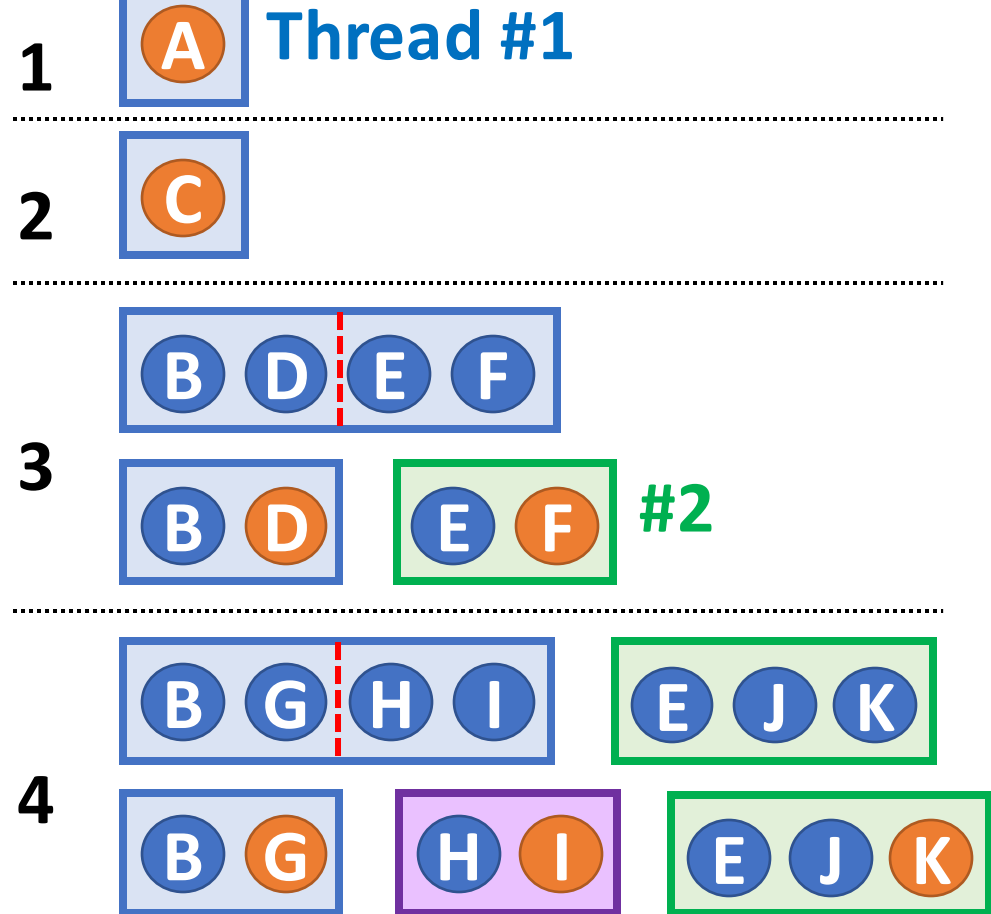 1 A Thread #1
2 C
B D E F
3
B D E F #2
B G H I E J K
4
B G H I E J K